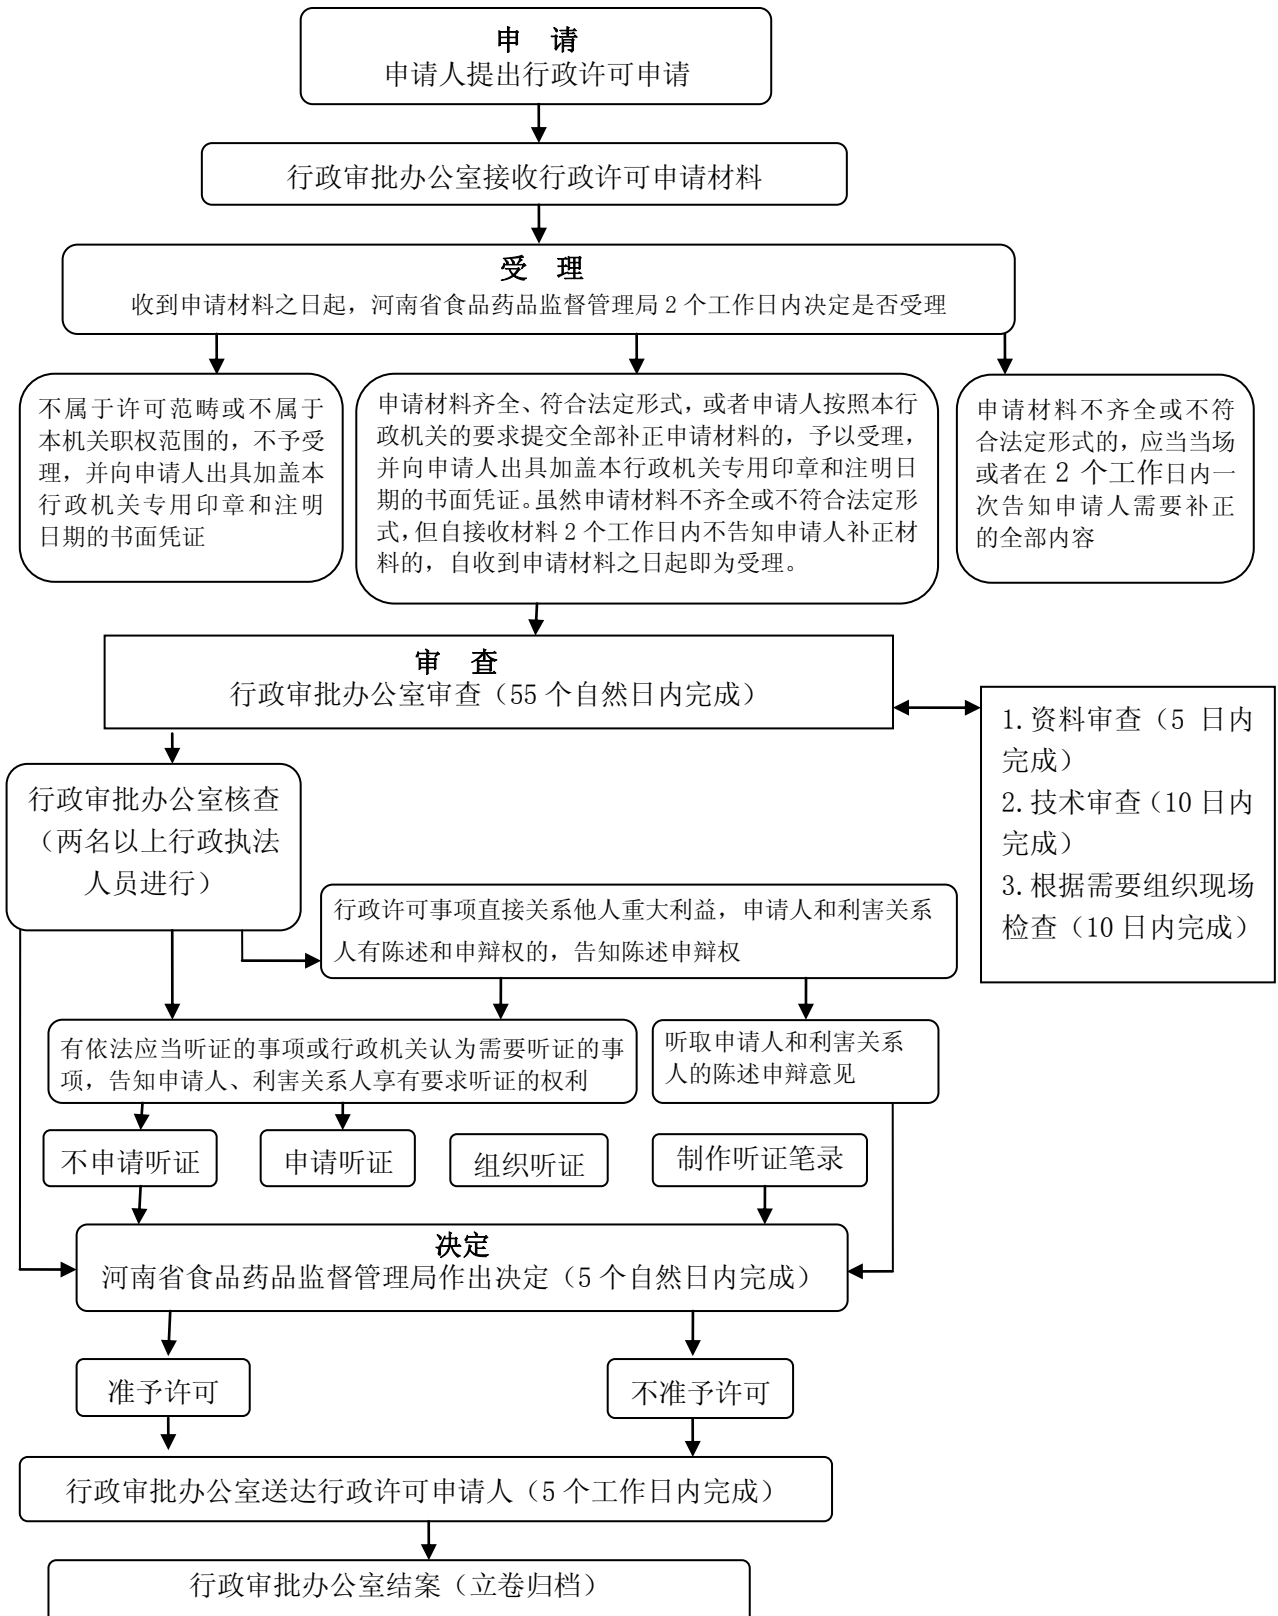 申 请
申请人提出行政许可申请
行政审批办公室接收行政许可申请材料
受 理
收到申请材料之日起，河南省食品药品监督管理局 2 个工作日内决定是否受理
不属于许可范畴或不属于
本机关职权范围的，不予受
理，并向申请人出具加盖本
行政机关专用印章和注明
日期的书面凭证
申请材料齐全、符合法定形式，或者申请人按照本行
政机关的要求提交全部补正申请材料的，予以受理，
并向申请人出具加盖本行政机关专用印章和注明日
期的书面凭证。虽然申请材料不齐全或不符合法定形
式，但自接收材料 2 个工作日内不告知申请人补正材
料的，自收到申请材料之日起即为受理。
申请材料不齐全或不符
合法定形式的，应当当场
或者在 2 个工作日内一
次告知申请人需要补正
的全部内容
审 查
行政审批办公室审查（55 个自然日内完成）
1.资料审查（5 日内
完成）
2.技术审查（10 日内
完成）
3.根据需要组织现场
检查（10 日内完成）
行政审批办公室核查
（两名以上行政执法
人员进行）
行政许可事项直接关系他人重大利益，申请人和利害关系
人有陈述和申辩权的，告知陈述申辩权
有依法应当听证的事项或行政机关认为需要听证的事
项，告知申请人、利害关系人享有要求听证的权利
听取申请人和利害关系
人的陈述申辩意见
不申请听证
申请听证
组织听证
制作听证笔录
决定
河南省食品药品监督管理局作出决定（5 个自然日内完成）
准予许可
不准予许可
行政审批办公室送达行政许可申请人（5 个工作日内完成）
行政审批办公室结案（立卷归档）